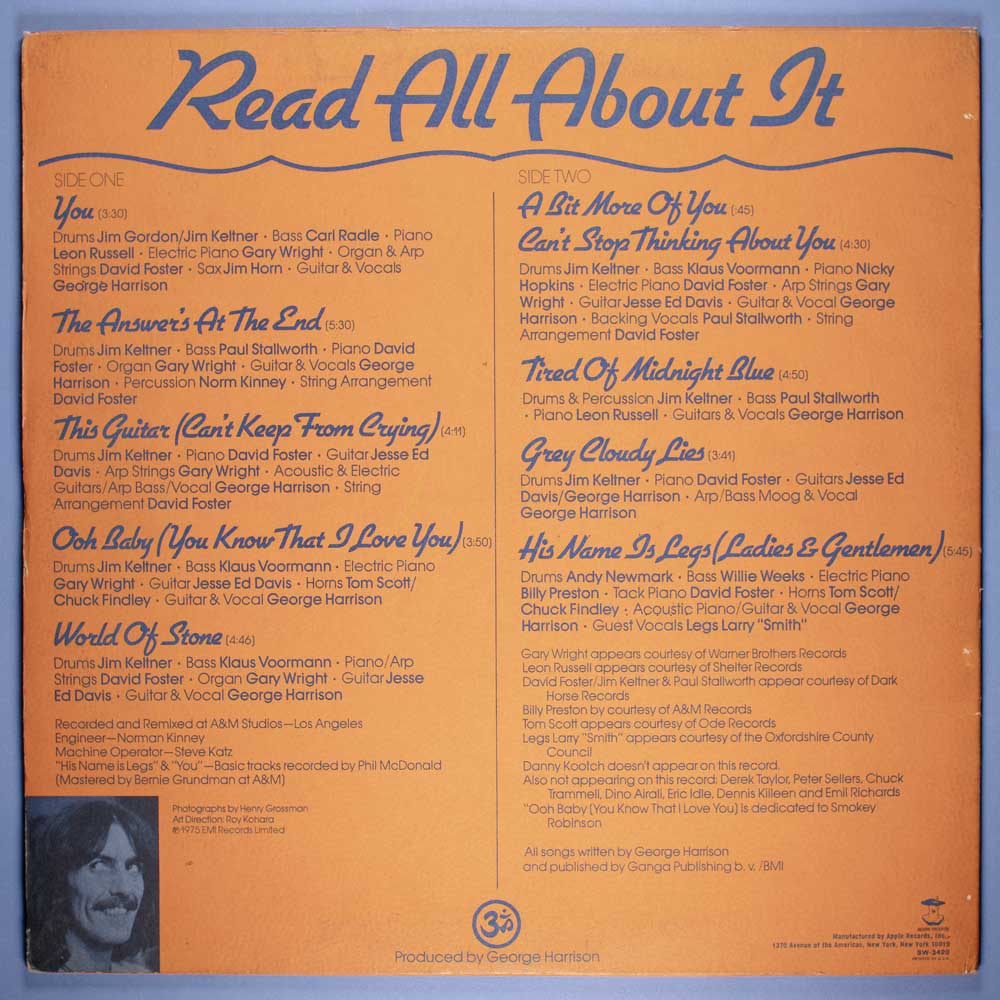 Read All About It
SIDE ONE
You (3:30)
Drums Jim Gordon/Jim Keltner · Bass Carl Radle · Piano
Leon Russell · Electric Piano Gary Wright · Organ & Arp
Strings David Foster · Sax Jim Horn · Guitar & Vocals
George Harrison
The Answer's At The End (5:30)
Drums Jim Keltner · Bass Paul Stallworth · Piano David
Foster · Organ Gary Wright · Guitar & Vocals George
Harrison · Percussion Norm Kinney · String Arrangement
David Foster
This Guitar (Can't Keep From Crying) (4:11)
Drums Jim Keltner · Piano David Foster · Guitar Jesse Ed
Davis · Arp Strings Gary Wright · Acoustic & Electric
Guitars/Arp Bass/Vocal George Harrison · String
Arrangement David Foster
Ooh Baby (You Know That I Love You) (3:50)
Drums Jim Keltner · Bass Klaus Voormann · Electric Piano
Gary Wright · Guitar Jesse Ed Davis · Horns Tom Scott/
Chuck Findley · Guitar & Vocal George Harrison
World Of Stone (4:46)
Drums Jim Keltner · Bass Klaus Voormann · Piano/Arp
Strings David Foster · Organ Gary Wright · Guitar Jesse
Ed Davis · Guitar & Vocal George Harrison
Recorded and Remixed at A&M Studios—Los Angeles
Engineer—Norman Kinney
Machine Operator—Steve Katz
"His Name is Legs" & "You"—Basic tracks recorded by Phil McDonald
(Mastered by Bernie Grundman at A&M)
Photographs by Henry Grossman
Art Direction: Roy Kohara
℗ 1975 EMI Records Limited
SIDE TWO
A Bit More Of You (:45)
Can't Stop Thinking About You (4:30)
Drums Jim Keltner · Bass Klaus Voormann · Piano Nicky
Hopkins · Electric Piano David Foster · Arp Strings Gary
Wright · Guitar Jesse Ed Davis · Guitar & Vocal George
Harrison · Backing Vocals Paul Stallworth · String
Arrangement David Foster
Tired Of Midnight Blue (4:50)
Drums & Percussion Jim Keltner · Bass Paul Stallworth
· Piano Leon Russell · Guitars & Vocals George Harrison
Grey Cloudy Lies (3:41)
Drums Jim Keltner · Piano David Foster · Guitars Jesse Ed
Davis/George Harrison · Arp/Bass Moog & Vocal
George Harrison
His Name Is Legs (Ladies & Gentlemen) (5:45)
Drums Andy Newmark · Bass Willie Weeks · Electric Piano
Billy Preston · Tack Piano David Foster · Horns Tom Scott/
Chuck Findley · Acoustic Piano/Guitar & Vocal George
Harrison · Guest Vocals Legs Larry "Smith"
Gary Wright appears courtesy of Warner Brothers Records
Leon Russell appears courtesy of Shelter Records
David Foster/Jim Keltner & Paul Stallworth appear courtesy of Dark
Horse Records
Billy Preston by courtesy of A&M Records
Tom Scott appears courtesy of Ode Records
Legs Larry "Smith" appears courtesy of the Oxfordshire County
Council
Danny Kootch doesn't appear on this record.
Also not appearing on this record: Derek Taylor, Peter Sellers, Chuck
Trammell, Dino Airali, Eric Idle, Dennis Killeen and Emil Richards
"Ooh Baby (You Know That I Love You) is dedicated to Smokey
Robinson
All songs written by George Harrison
and published by Ganga Publishing b. v. /BMI
ॐ
Produced by George Harrison
apple records
Manufactured by Apple Records, Inc.,
1370 Avenue of the Americas, New York, New York 10019
SW-3420
PRINTED IN U.S.A.